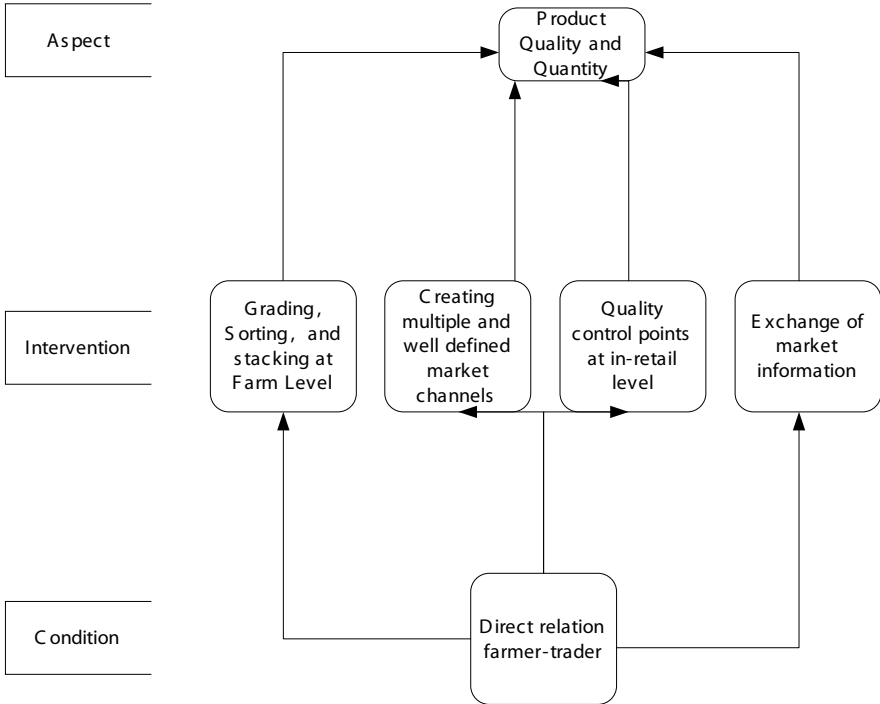 Aspect
Product
Quality and
Quantity
Intervention
Grading,
Sorting, and
stacking at
Farm Level
Creating
multiple and
well defined
market
channels
Quality
control points
at in-retail
level
Exchange of
market
information
Condition
Direct relation
farmer-trader